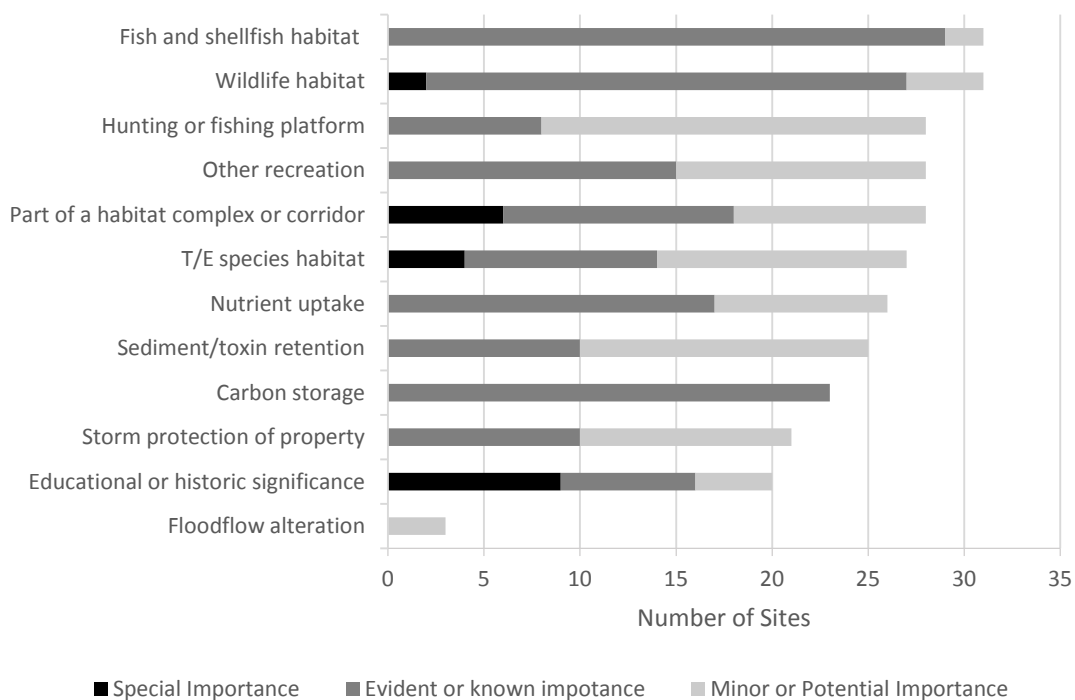 Fish and shellfish habitat
Wildlife habitat
Hunting or fishing platform
Other recreation
Part of a habitat complex or corridor
T/E species habitat
Nutrient uptake
Sediment/toxin retention
Carbon storage
Storm protection of property
Educational or historic significance
Floodflow alteration
0 5 10 15 20 25 30 35
Number of Sites
Special Importance Evident or known impotance Minor or Potential Importance